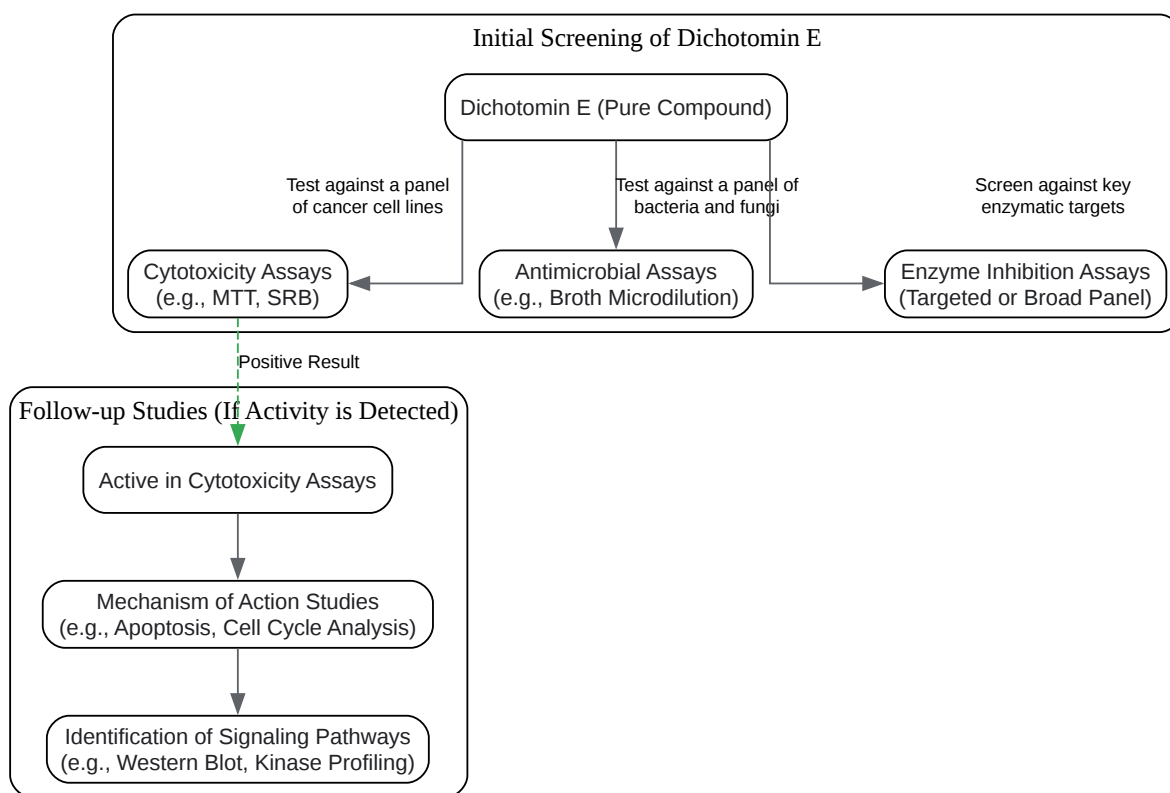 Initial Screening of Dichotomin E
Dichotomin E (Pure Compound)
Test against a panel
of cancer cell lines
Test against a panel of
bacteria and fungi
Screen against key
enzymatic targets
Cytotoxicity Assays
(e.g., MTT, SRB)
Antimicrobial Assays
(e.g., Broth Microdilution)
Enzyme Inhibition Assays
(Targeted or Broad Panel)
Positive Result
Follow-up Studies (If Activity is Detected)
Active in Cytotoxicity Assays
Mechanism of Action Studies
(e.g., Apoptosis, Cell Cycle Analysis)
Identification of Signaling Pathways
(e.g., Western Blot, Kinase Profiling)